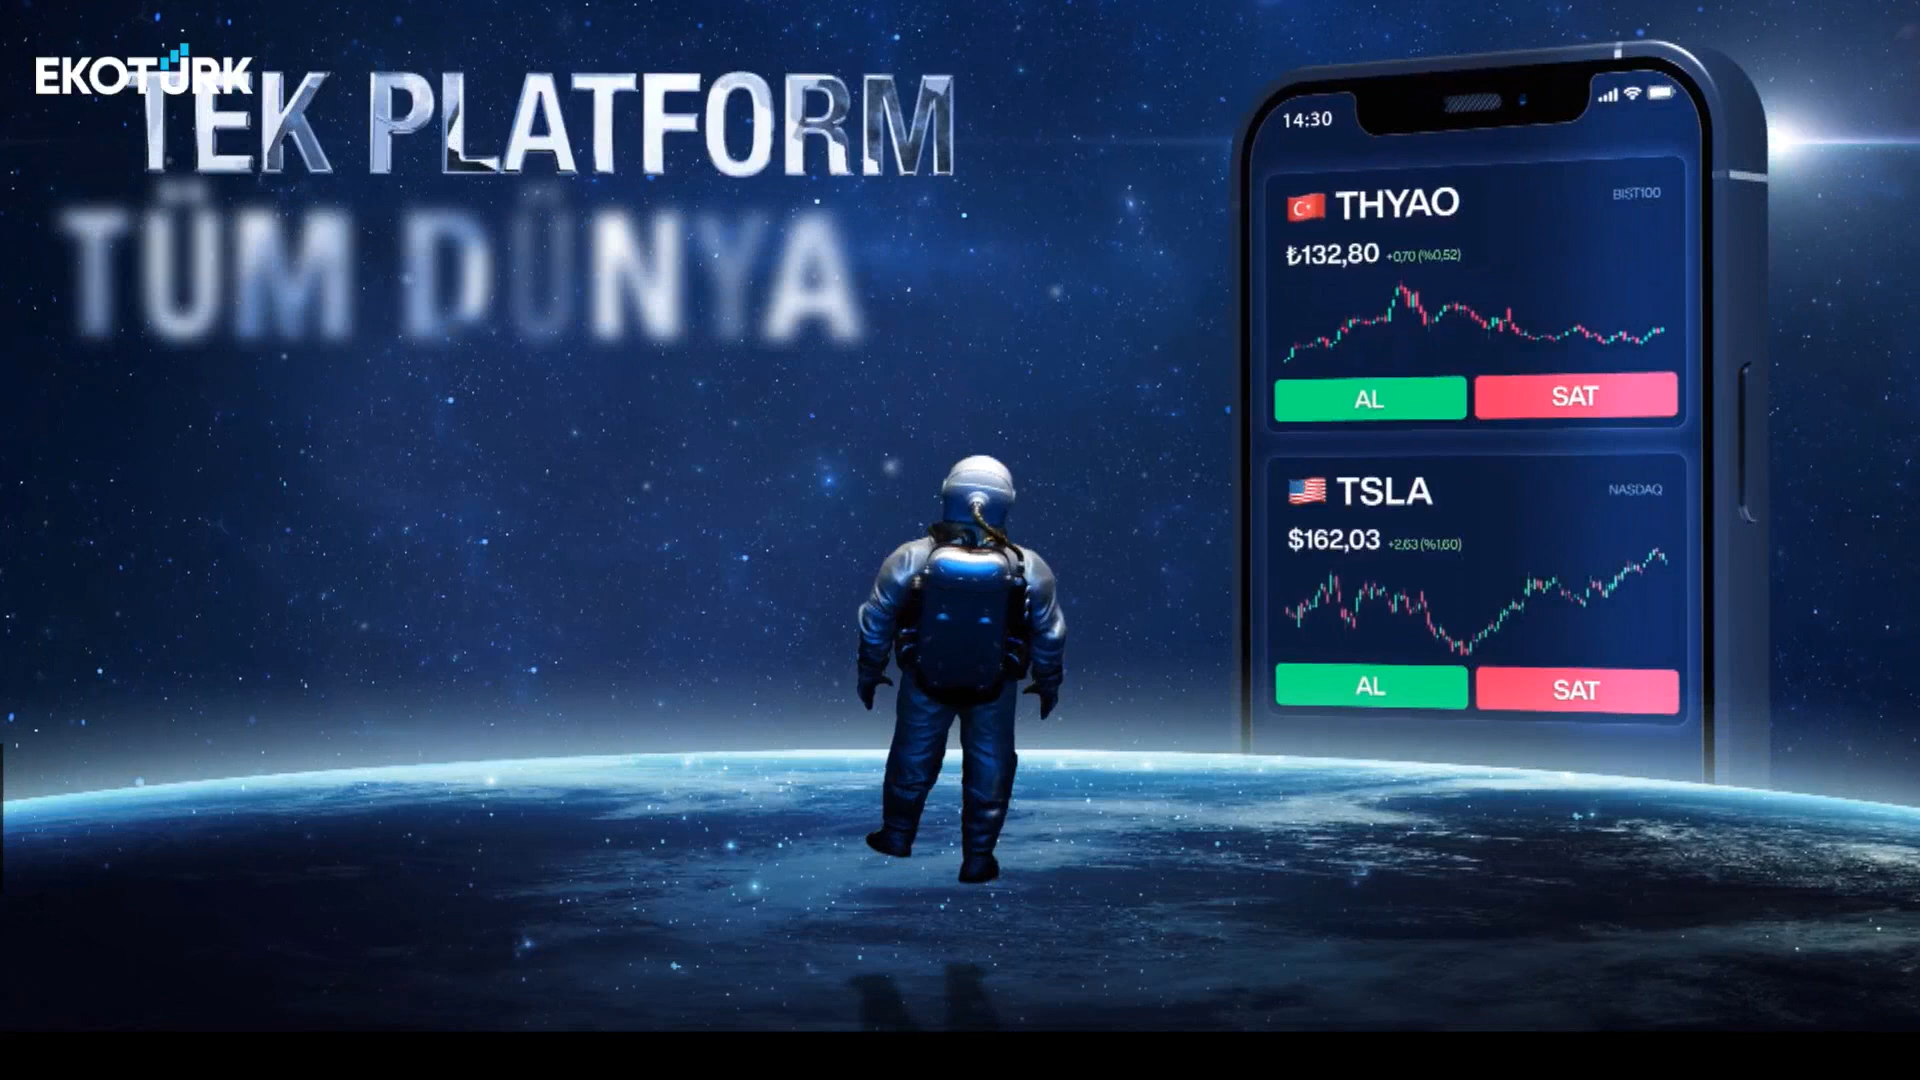 EKOTÜRK
TEK PLATFORM
TÜM DÜNYA
14:30
THYAO
BIST100
₺132,80 +0,70 (%0,52)
AL
SAT
TSLA
NASDAQ
$162,03 +2,63 (%1,60)
AL
SAT